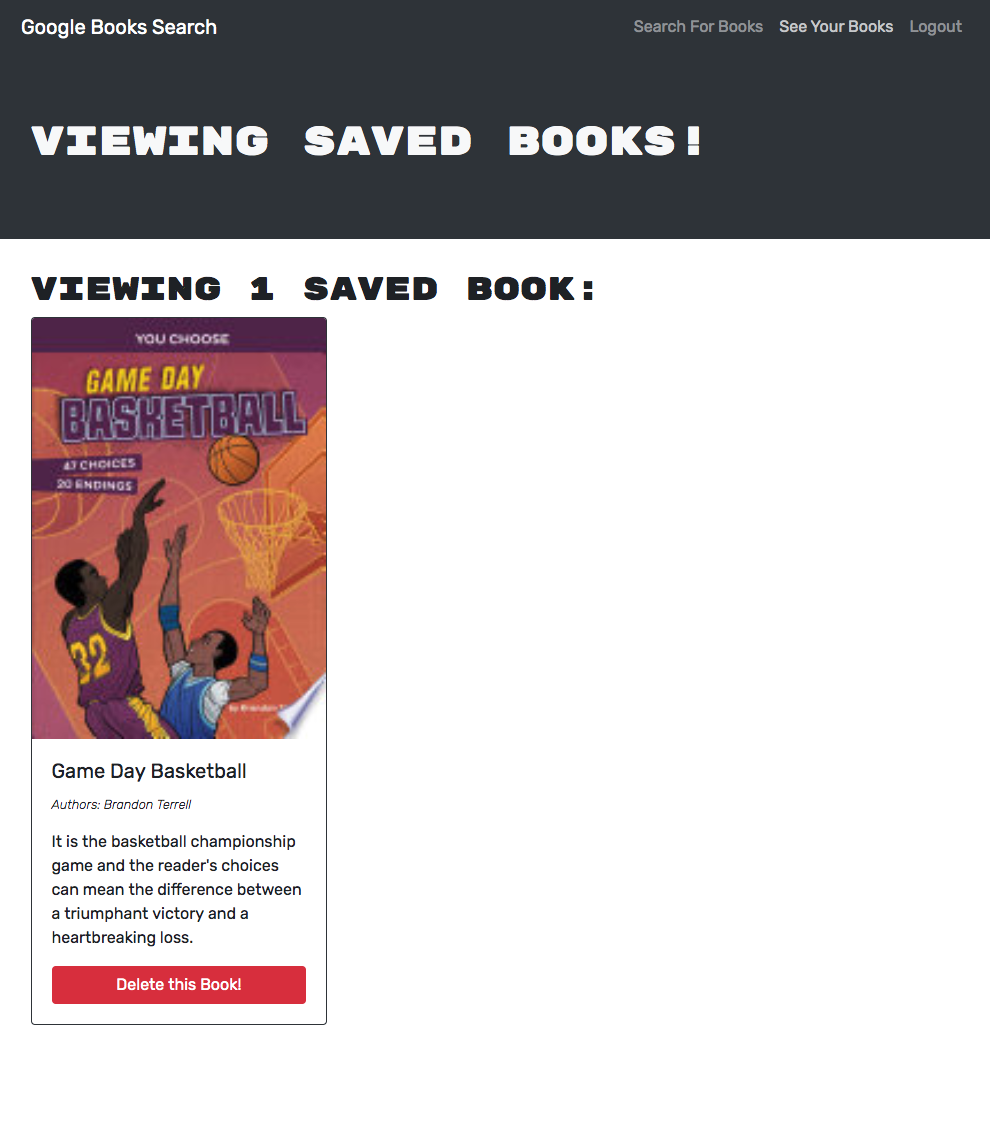 Google Books Search
Search For Books See Your Books Logout
VIEWING SAVED BOOKS!
VIEWING 1 SAVED BOOK:
YOU CHOOSE
GAME DAY
BASKETBALL
47 CHOICES
20 ENDINGS
32
by Brandon
Game Day Basketball
Authors: Brandon Terrell
It is the basketball championship
game and the reader's choices
can mean the difference between
a triumphant victory and a
heartbreaking loss.
Delete this Book!